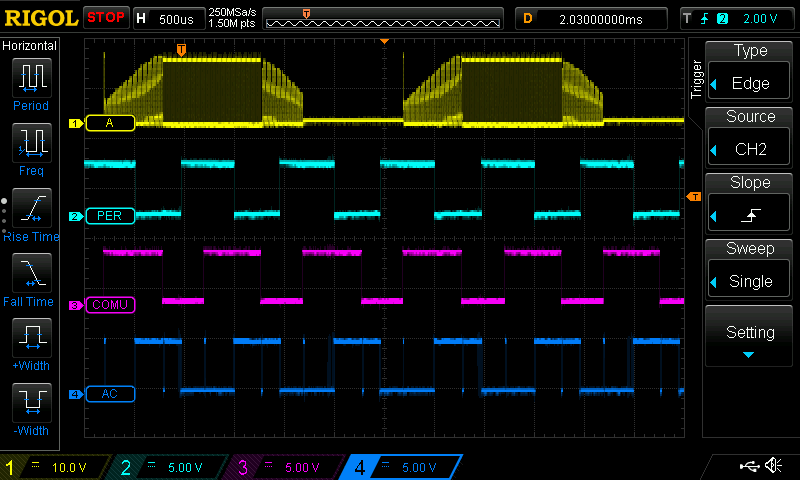 RIGOL STOP H 500us 250MSa/s 1.50M pts T D 2.03000000ms T 2 2.00 V
Horizontal
Period
Freq
Rise Time
Fall Time
+Width
-Width
T
1 A
2 PER
3 COMU
4 AC
T
Trigger
Type
Edge
Source
CH2
Slope
Sweep
Single
Setting
1 10.0 V 2 5.00 V 3 5.00 V 4 5.00 V